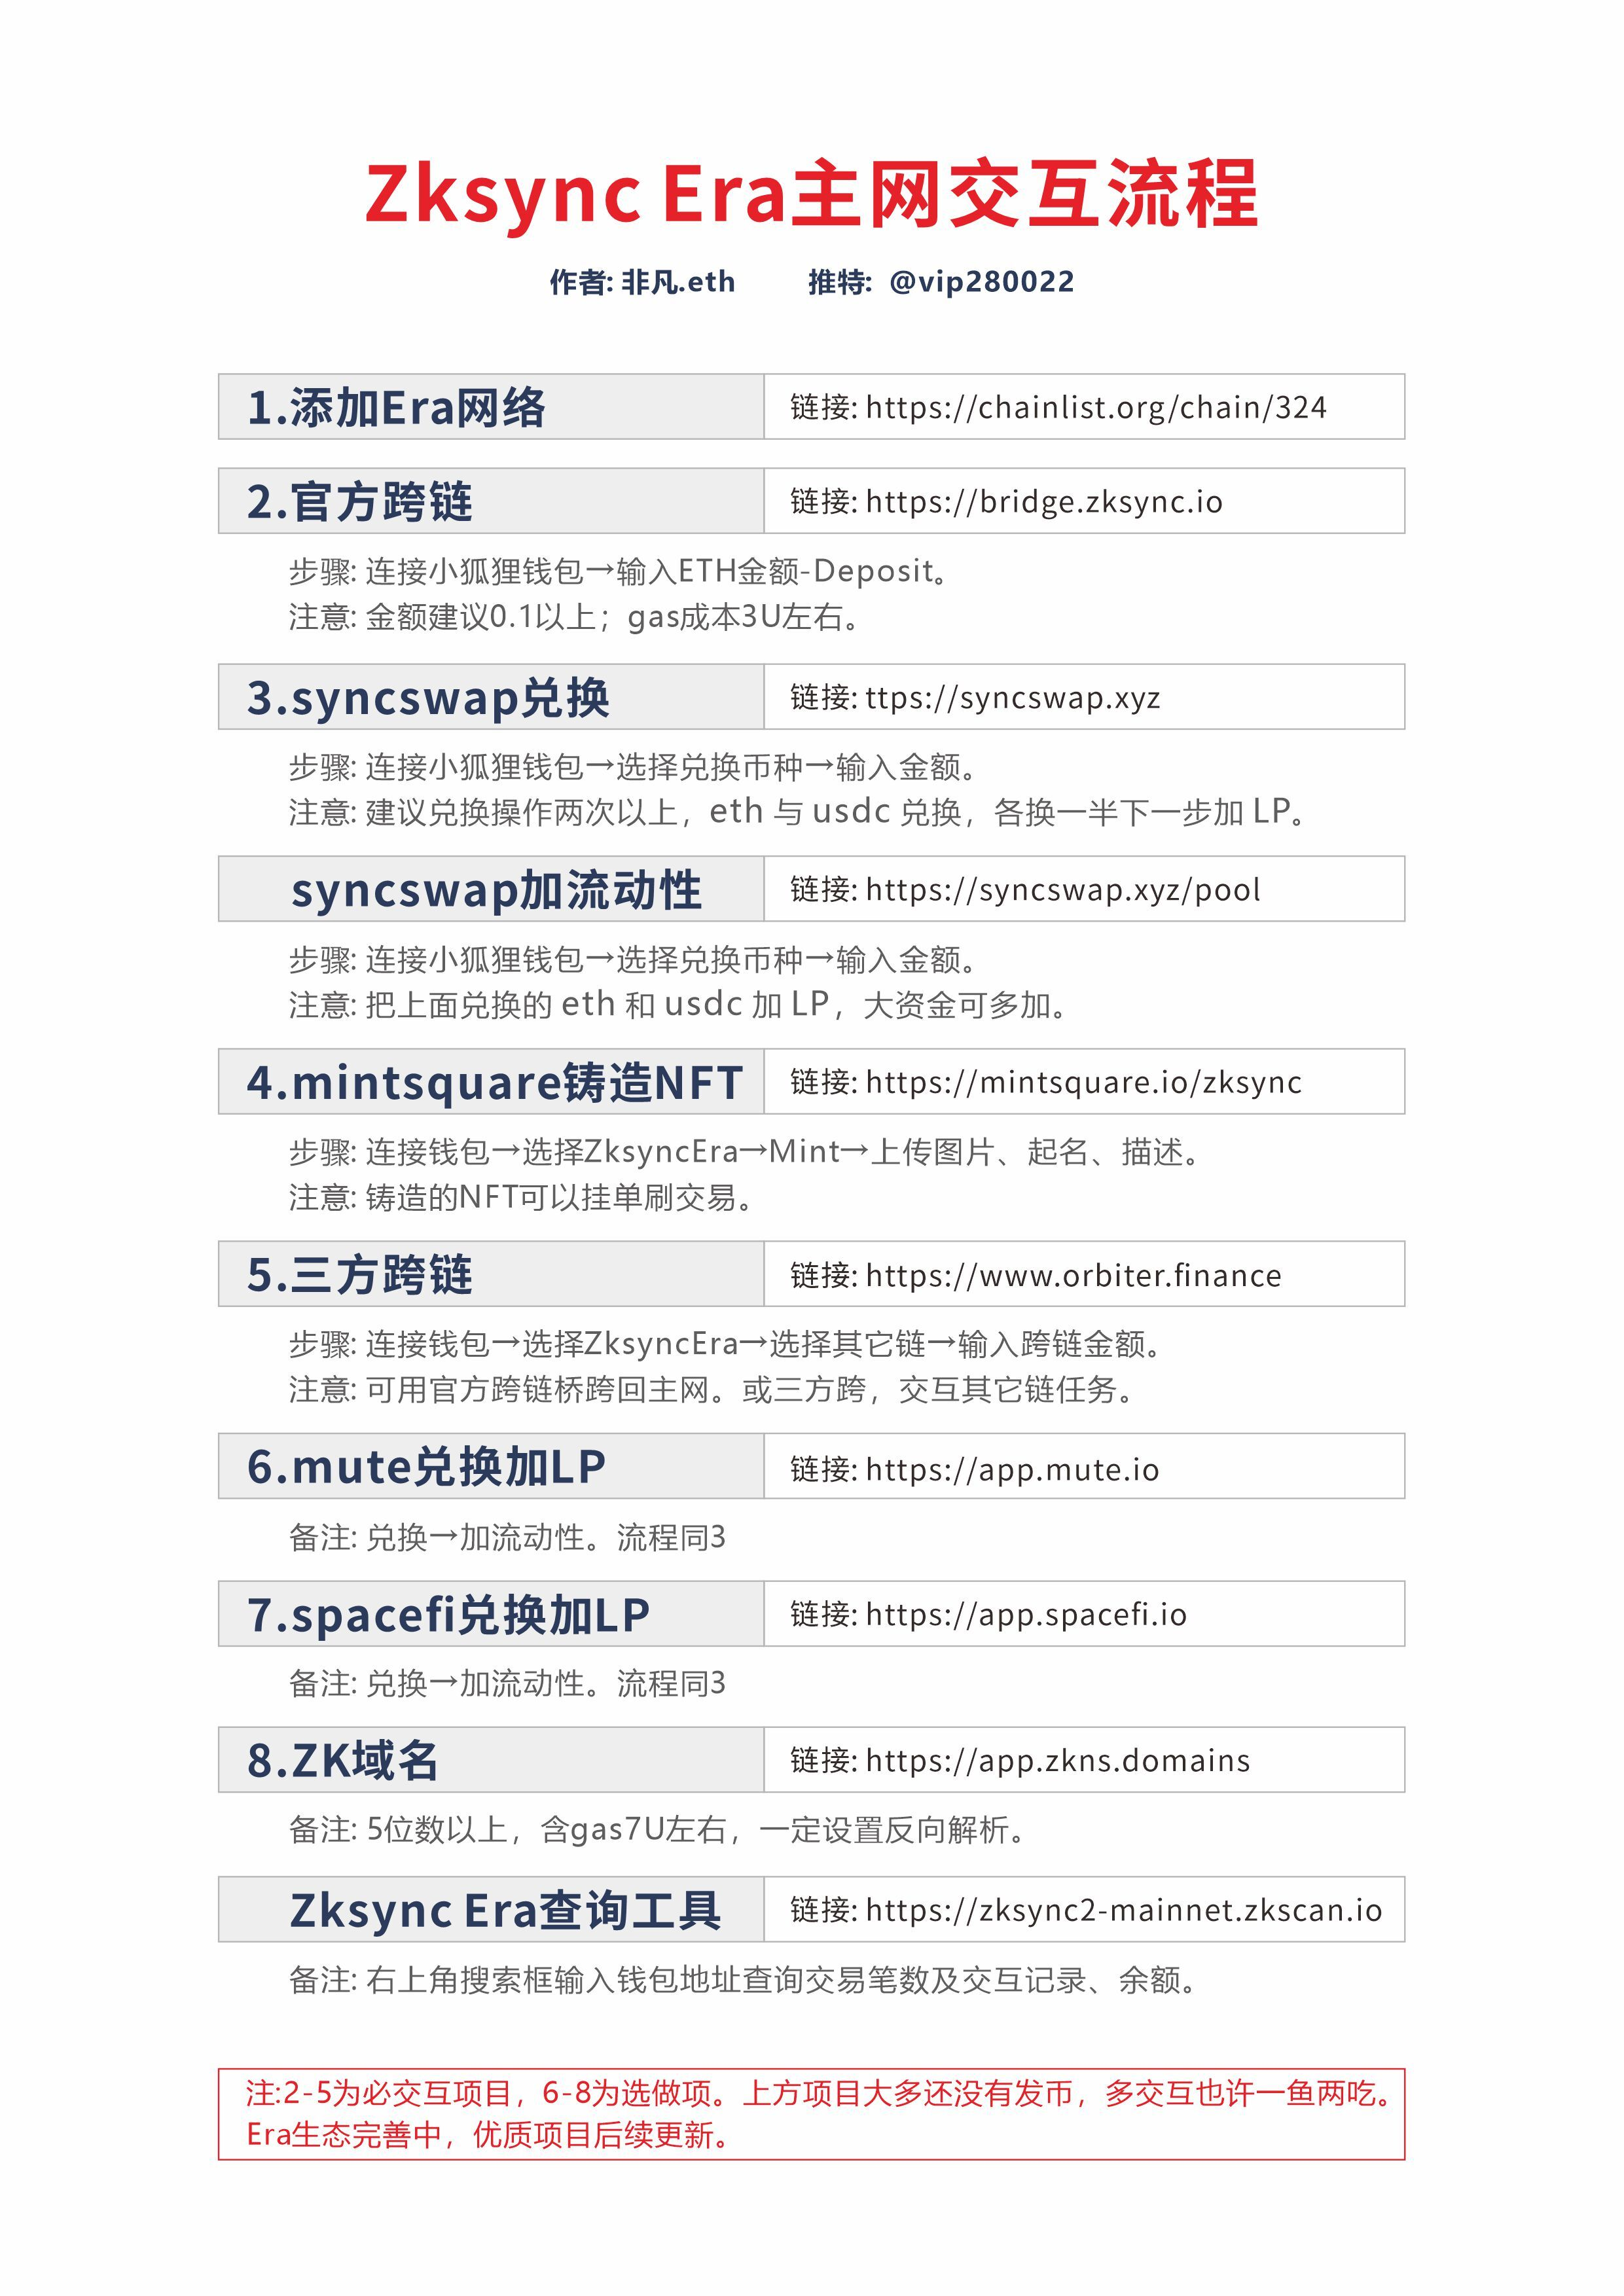 Zksync Era主网交互流程
作者: 非凡.eth 推特: @vip280022
1.添加Era网络 链接: https://chainlist.org/chain/324
2.官方跨链 链接: https://bridge.zksync.io
步骤: 连接小狐狸钱包→输入ETH金额-Deposit。
注意: 金额建议0.1以上；gas成本3U左右。
3.syncswap兑换 链接: ttps://syncswap.xyz
步骤: 连接小狐狸钱包→选择兑换币种→输入金额。
注意: 建议兑换操作两次以上，eth 与 usdc 兑换，各换一半下一步加 LP。
syncswap加流动性 链接: https://syncswap.xyz/pool
步骤: 连接小狐狸钱包→选择兑换币种→输入金额。
注意: 把上面兑换的 eth 和 usdc 加 LP，大资金可多加。
4.mintsquare铸造NFT 链接: https://mintsquare.io/zksync
步骤: 连接钱包→选择ZksyncEra→Mint→上传图片、起名、描述。
注意: 铸造的NFT可以挂单刷交易。
5.三方跨链 链接: https://www.orbiter.finance
步骤: 连接钱包→选择ZksyncEra→选择其它链→输入跨链金额。
注意: 可用官方跨链桥跨回主网。或三方跨，交互其它链任务。
6.mute兑换加LP 链接: https://app.mute.io
备注: 兑换→加流动性。流程同3
7.spacefi兑换加LP 链接: https://app.spacefi.io
备注: 兑换→加流动性。流程同3
8.ZK域名 链接: https://app.zkns.domains
备注: 5位数以上，含gas7U左右，一定设置反向解析。
Zksync Era查询工具 链接: https://zksync2-mainnet.zkscan.io
备注: 右上角搜索框输入钱包地址查询交易笔数及交互记录、余额。
注:2-5为必交互项目，6-8为选做项。上方项目大多还没有发币，多交互也许一鱼两吃。
Era生态完善中，优质项目后续更新。